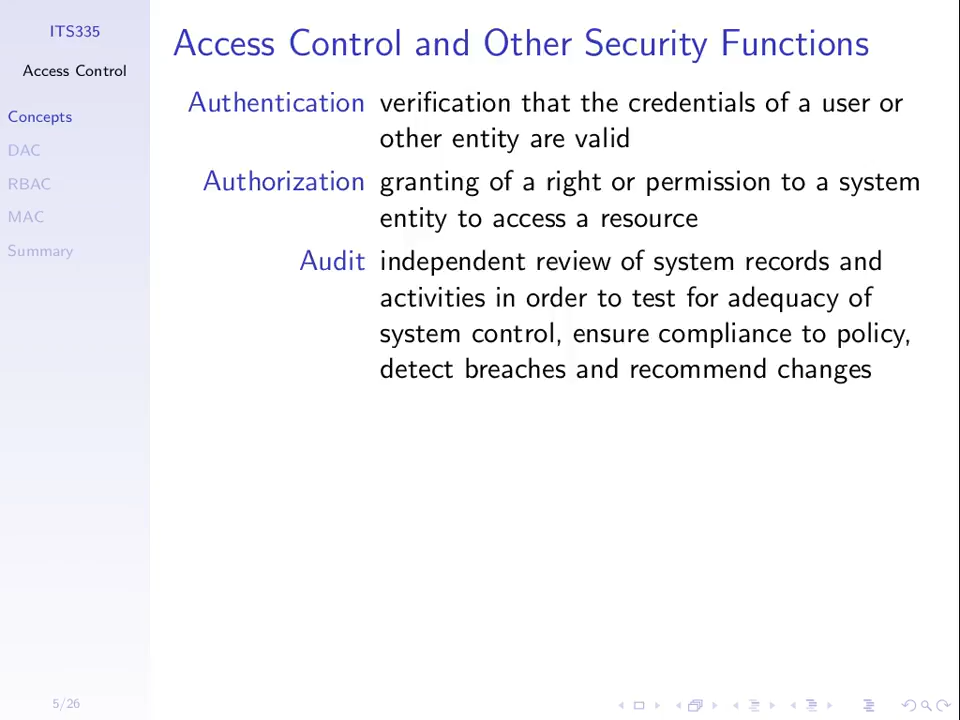 ITS335
Access Control
Concepts
DAC
RBAC
MAC
Summary
5/26
Access Control and Other Security Functions
Authentication verification that the credentials of a user or
other entity are valid
Authorization granting of a right or permission to a system
entity to access a resource
Audit independent review of system records and
activities in order to test for adequacy of
system control, ensure compliance to policy,
detect breaches and recommend changes